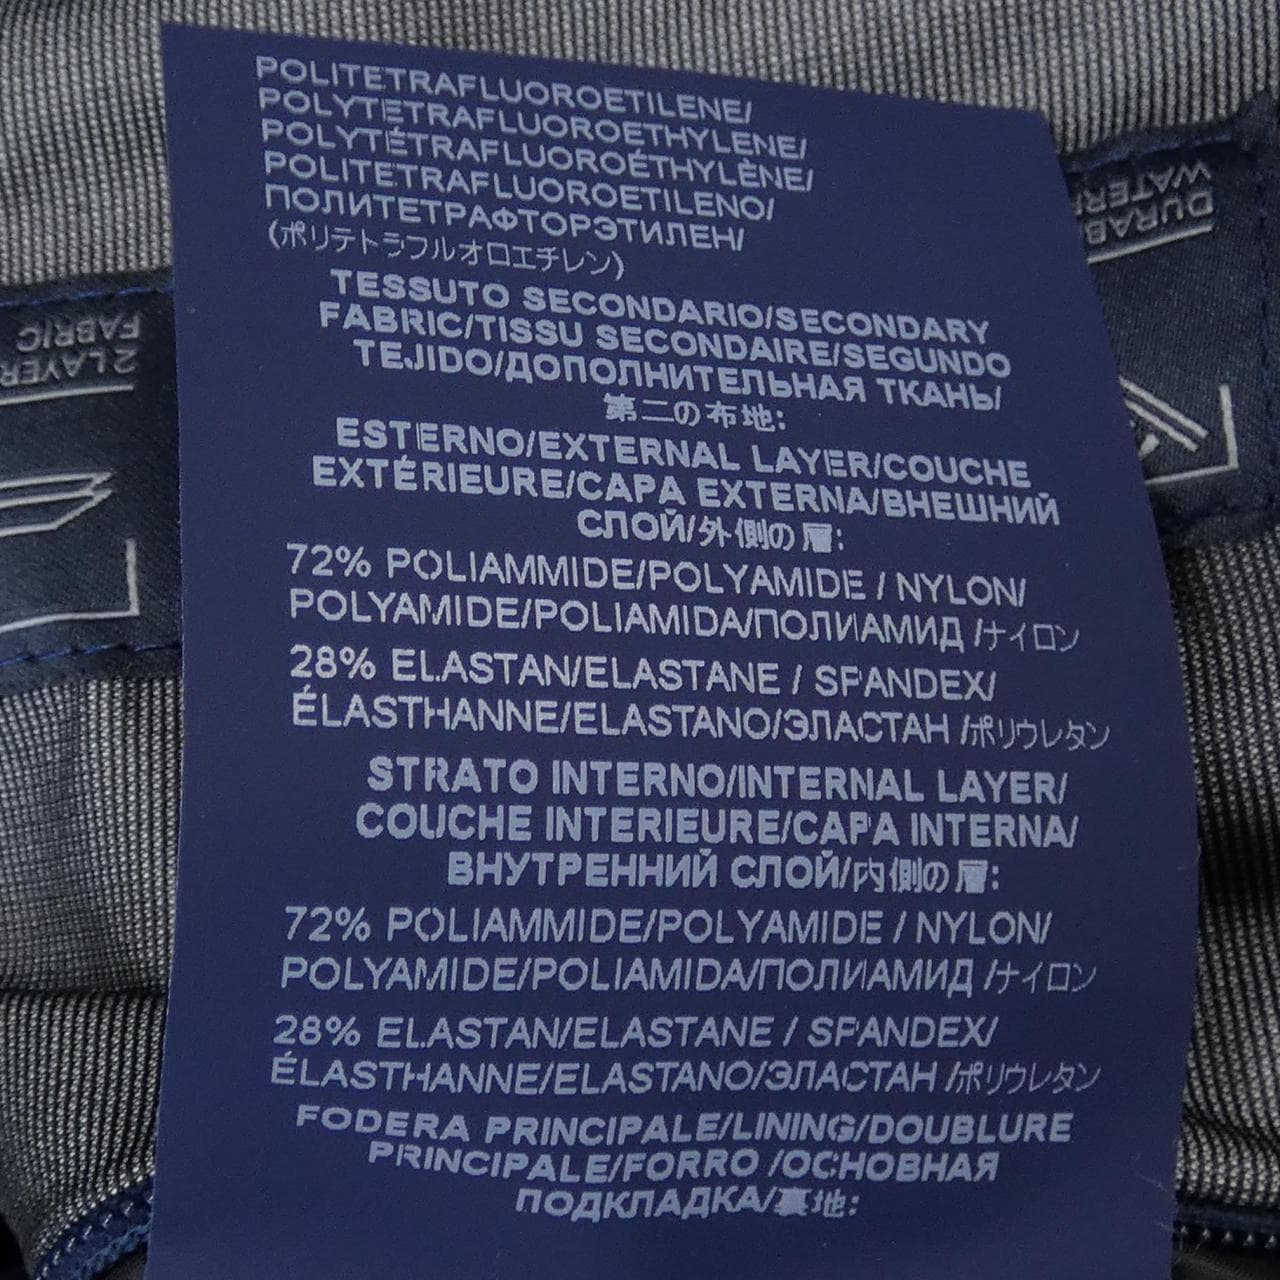 POLITETRAFLUOROETILENE/
POLYTETRAFLUOROETHYLENE/
POLYTÉTRAFLUOROÉTHYLÈNE/
POLITETRAFLUOROETILENO/
ПОЛИТЕТРАФТОРЭТИЛЕН/
(ポリテトラフルオロエチレン)
TESSUTO SECONDARIO/SECONDARY
FABRIC/TISSU SECONDAIRE/SEGUNDO
TEJIDO/ДОПОЛНИТЕЛЬНАЯ ТКАНЬ/
第二の布地:
ESTERNO/EXTERNAL LAYER/COUCHE
EXTÉRIEURE/CAPA EXTERNA/ВНЕШНИЙ
СЛОЙ/外側の層:
72% POLIAMMIDE/POLYAMIDE / NYLON/
POLYAMIDE/POLIAMIDA/ПОЛИАМИД /ナイロン
28% ELASTAN/ELASTANE / SPANDEX/
ÉLASTHANNE/ELASTANO/ЭЛАСТАН /ポリウレタン
STRATO INTERNO/INTERNAL LAYER/
COUCHE INTERIEURE/CAPA INTERNA/
ВНУТРЕННИЙ СЛОЙ/内側の層:
72% POLIAMMIDE/POLYAMIDE / NYLON/
POLYAMIDE/POLIAMIDA/ПОЛИАМИД /ナイロン
28% ELASTAN/ELASTANE / SPANDEX/
ÉLASTHANNE/ELASTANO/ЭЛАСТАН /ポリウレタン
FODERA PRINCIPALE/LINING/DOUBLURE
PRINCIPALE/FORRO /ОСНОВНАЯ
ПОДКЛАДКА/裏地:
2 LAYER
FABRIC